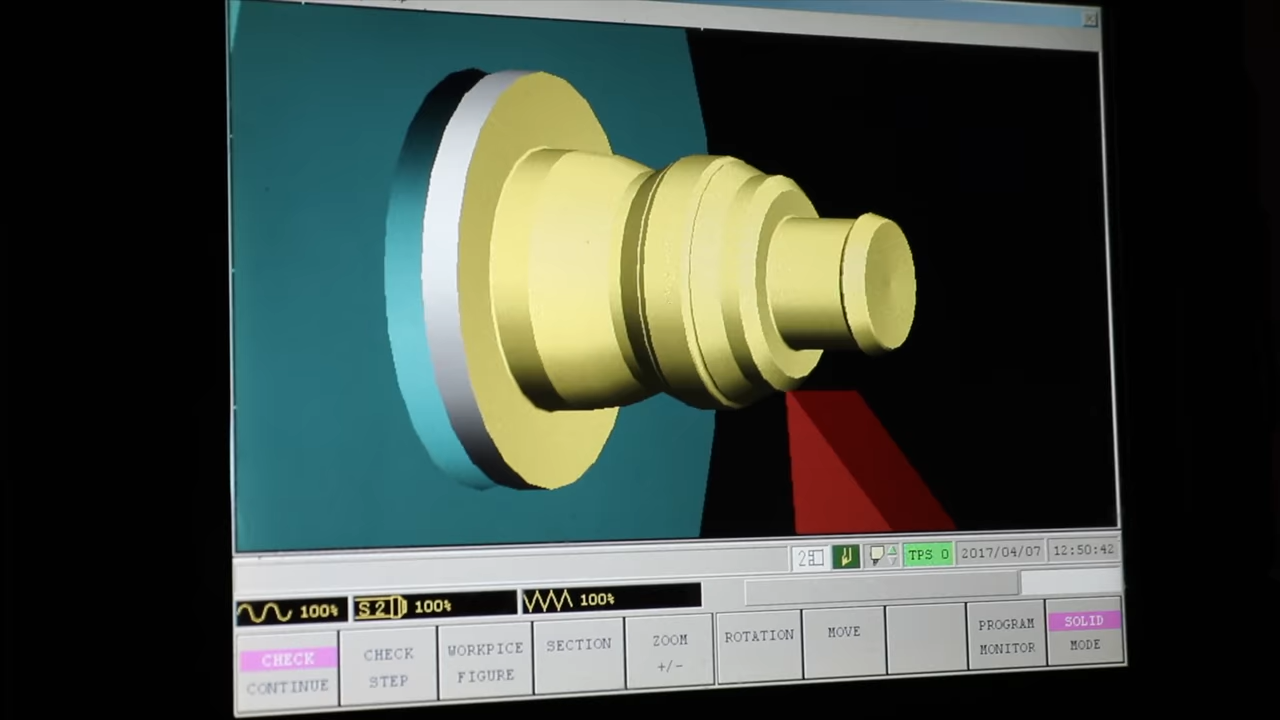 2
TPS 0
2017/04/07
12:50:42
100%
S2
100%
100%
CHECK
CONTINUE
CHECK
STEP
WORKPICE
FIGURE
SECTION
ZOOM
+/-
ROTATION
MOVE
PROGRAM
MONITOR
SOLID
MODE